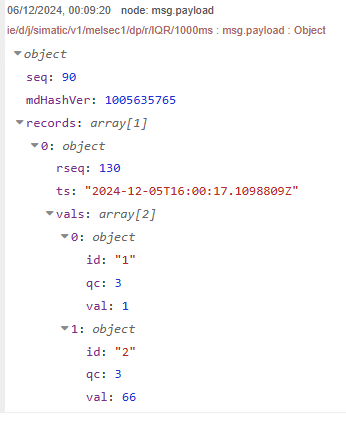 06/12/2024, 00:09:20 node: msg.payload
ie/d/j/simatic/v1/melsec1/dp/r/IQR/1000ms : msg.payload : Object
object
seq: 90
mdHashVer: 1005635765
records: array[1]
0: object
rseq: 130
ts: "2024-12-05T16:00:17.1098809Z"
vals: array[2]
0: object
id: "1"
qc: 3
val: 1
1: object
id: "2"
qc: 3
val: 66